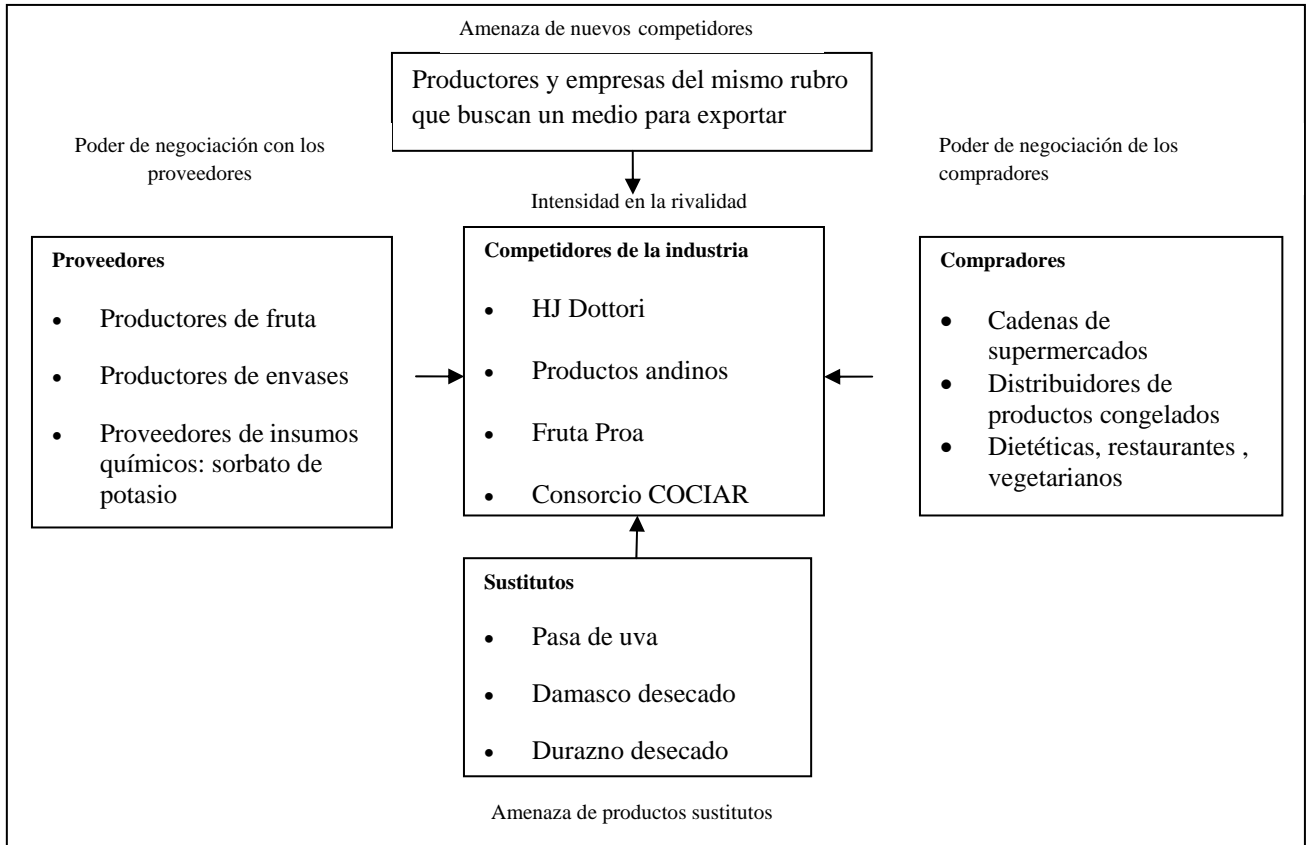 Amenaza de nuevos competidores
Productores y empresas del mismo rubro
que buscan un medio para exportar
Poder de negociación con los
proveedores
Poder de negociación de los
compradores
Intensidad en la rivalidad
Proveedores
• Productores de fruta
• Productores de envases
• Proveedores de insumos
químicos: sorbato de
potasio
Competidores de la industria
• HJ Dottori
• Productos andinos
• Fruta Proa
• Consorcio COCIAR
Compradores
• Cadenas de
supermercados
• Distribuidores de
productos congelados
• Dietéticas, restaurantes ,
vegetarianos
Sustitutos
• Pasa de uva
• Damasco desecado
• Durazno desecado
Amenaza de productos sustitutos